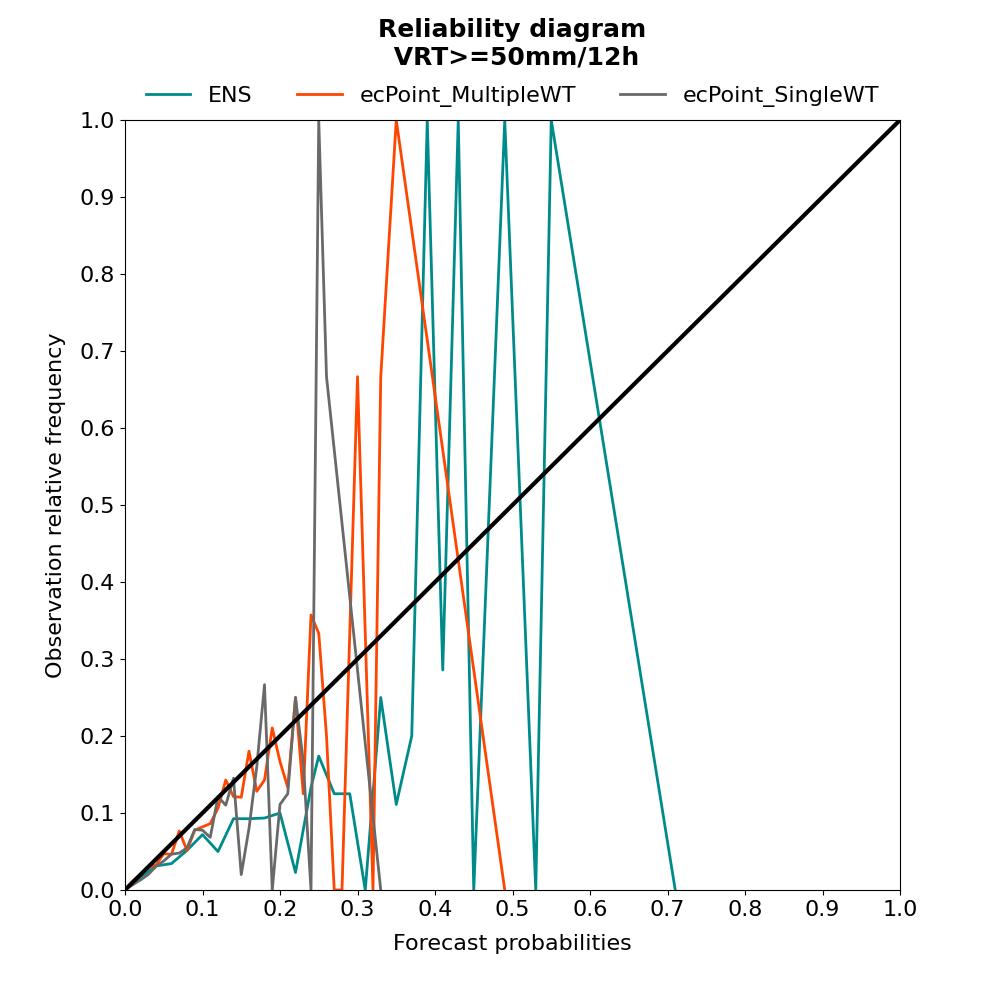 Reliability diagram
VRT>=50mm/12h
ENS ecPoint_MultipleWT ecPoint_SingleWT
1.0
0.9
0.8
0.7
0.6
0.5
0.4
0.3
0.2
0.1
0.0
Observation relative frequency
0.0 0.1 0.2 0.3 0.4 0.5 0.6 0.7 0.8 0.9 1.0
Forecast probabilities